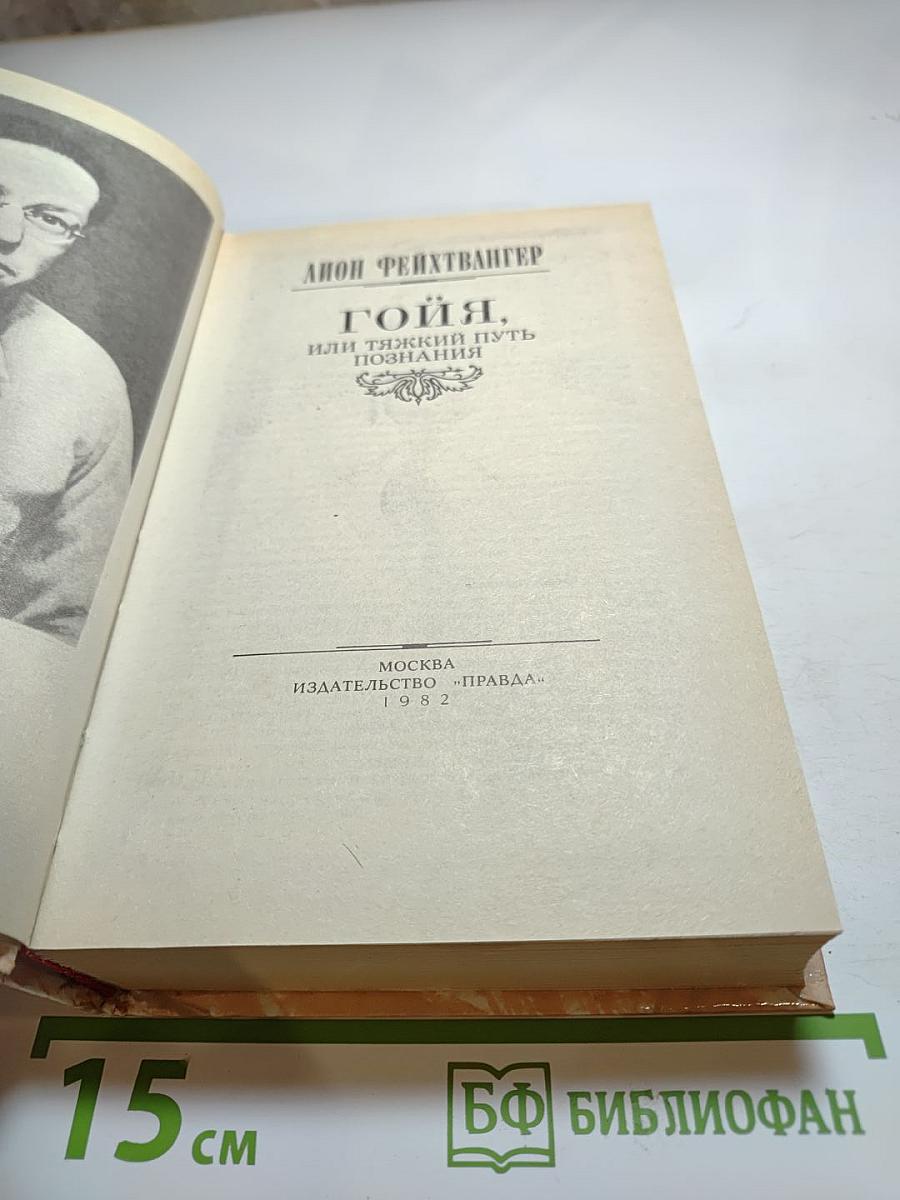 ЛИОН ФЕЙХТВАНГЕР
ГОЙЯ,
ИЛИ ТЯЖКИЙ ПУТЬ
ПОЗНАНИЯ
МОСКВА
ИЗДАТЕЛЬСТВО „ПРАВДА“
1982
15 см
БФ БИБЛИОФАН